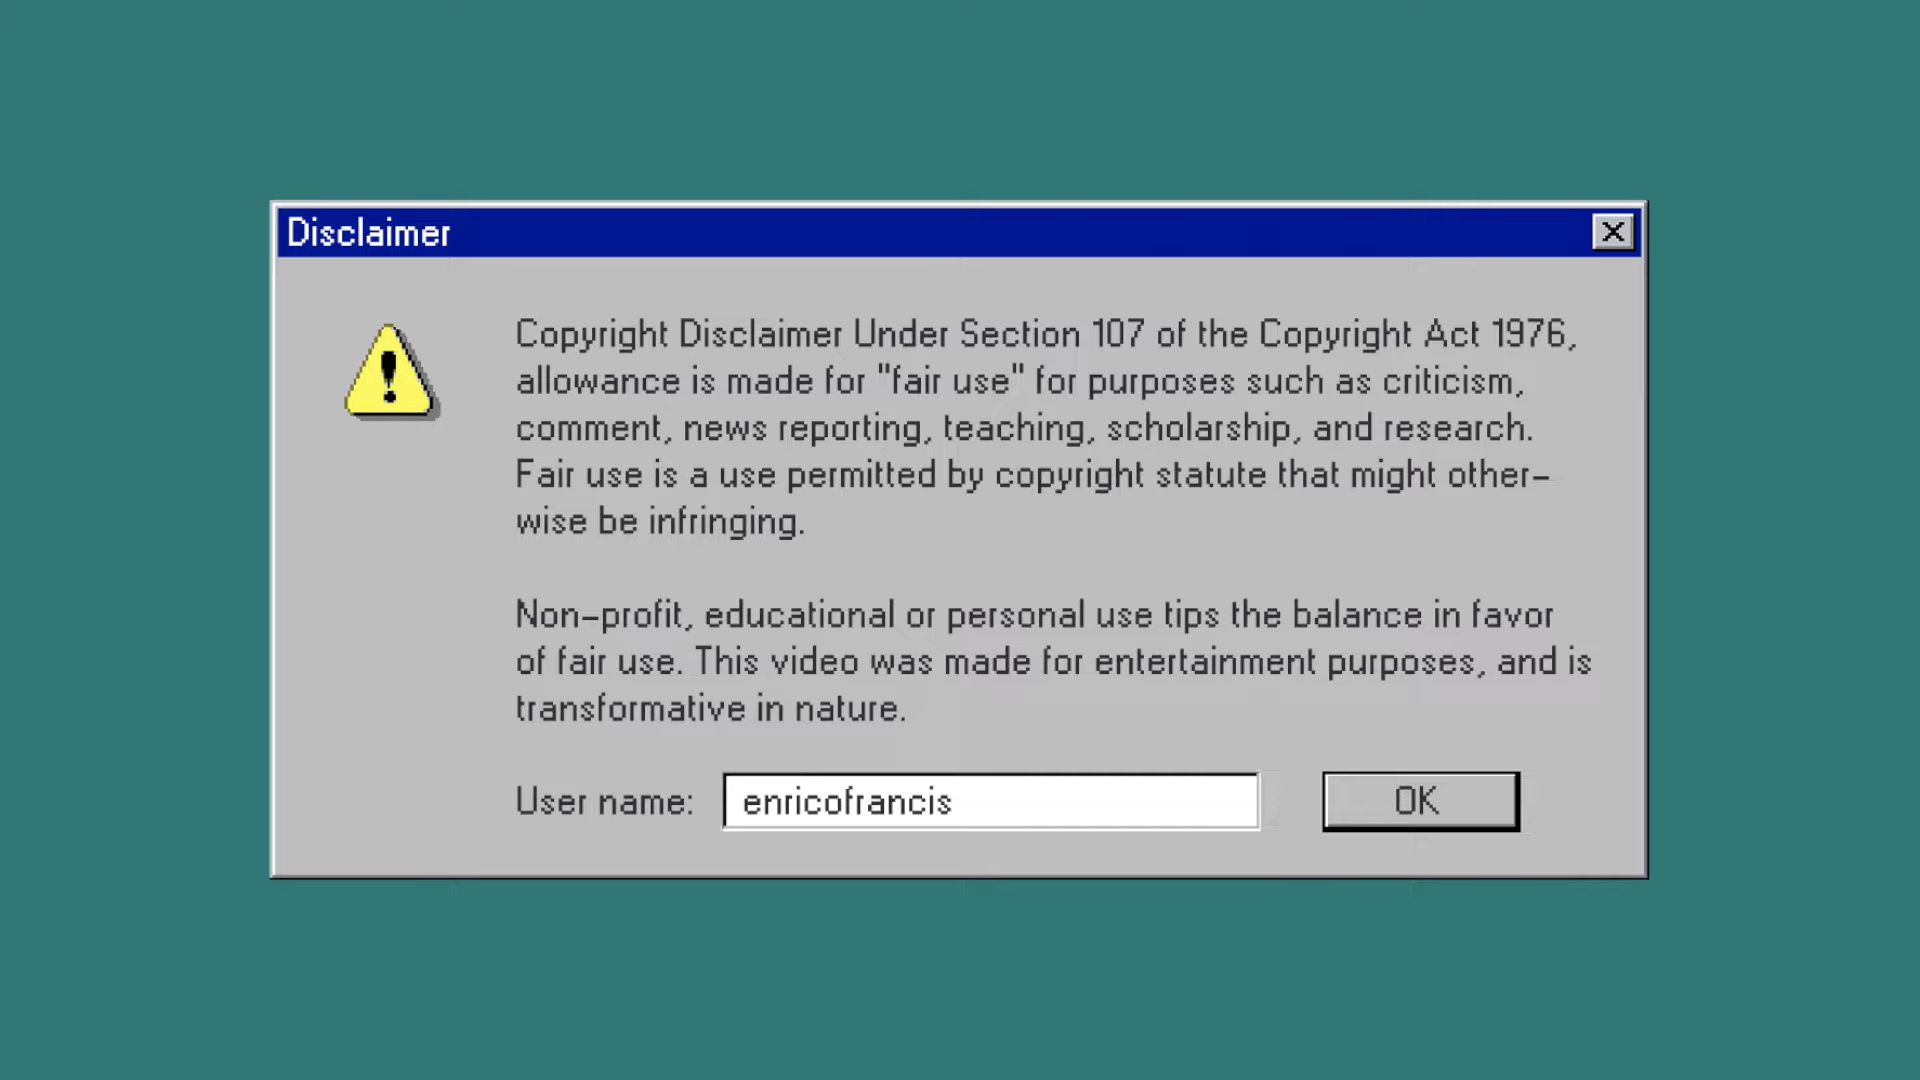 Disclaimer
Copyright Disclaimer Under Section 107 of the Copyright Act 1976,
allowance is made for "fair use" for purposes such as criticism,
comment, news reporting, teaching, scholarship, and research.
Fair use is a use permitted by copyright statute that might other-
wise be infringing.
Non-profit, educational or personal use tips the balance in favor
of fair use. This video was made for entertainment purposes, and is
transformative in nature.
User name: enricofrancis OK